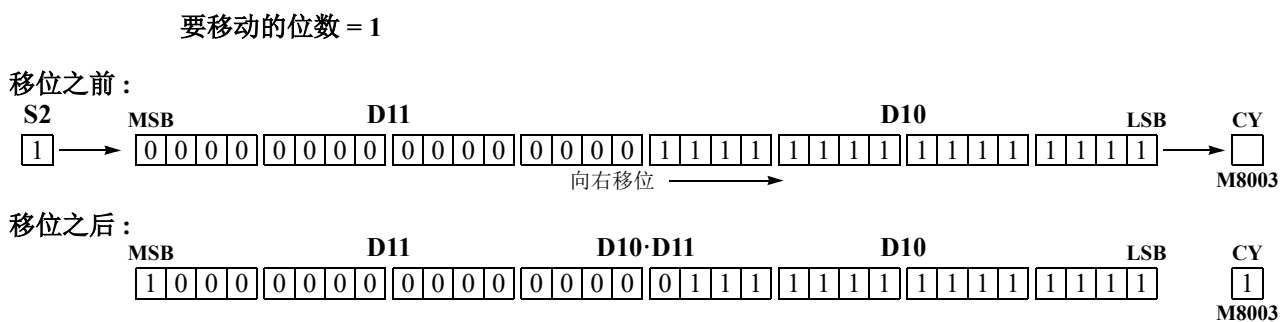 要移动的位数 = 1
移位之前 :
S2 MSB D11 D10 LSB CY
1 0 0 0 0 0 0 0 0 0 0 0 0 0 0 0 0 1 1 1 1 1 1 1 1 1 1 1 1 1 1 1 1
向右移位 M8003
移位之后 :
MSB D11 D10·D11 D10 LSB CY
1 0 0 0 0 0 0 0 0 0 0 0 0 0 0 0 0 1 1 1 1 1 1 1 1 1 1 1 1 1 1 1 1
M8003